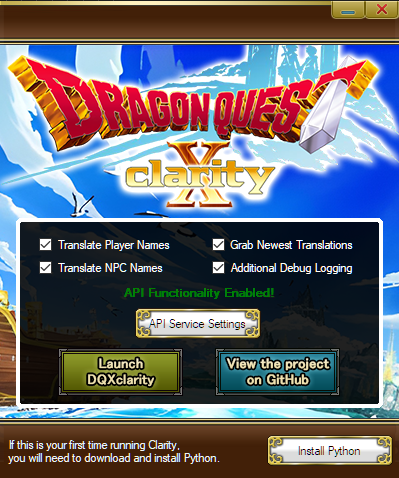 DRAGON QUEST
X
clarity
Translate Player Names
Grab Newest Translations
Translate NPC Names
Additional Debug Logging
API Functionality Enabled!
API Service Settings
Launch
DQXclarity
View the project
on GitHub
If this is your first time running Clarity,
you will need to download and install Python.
Install Python